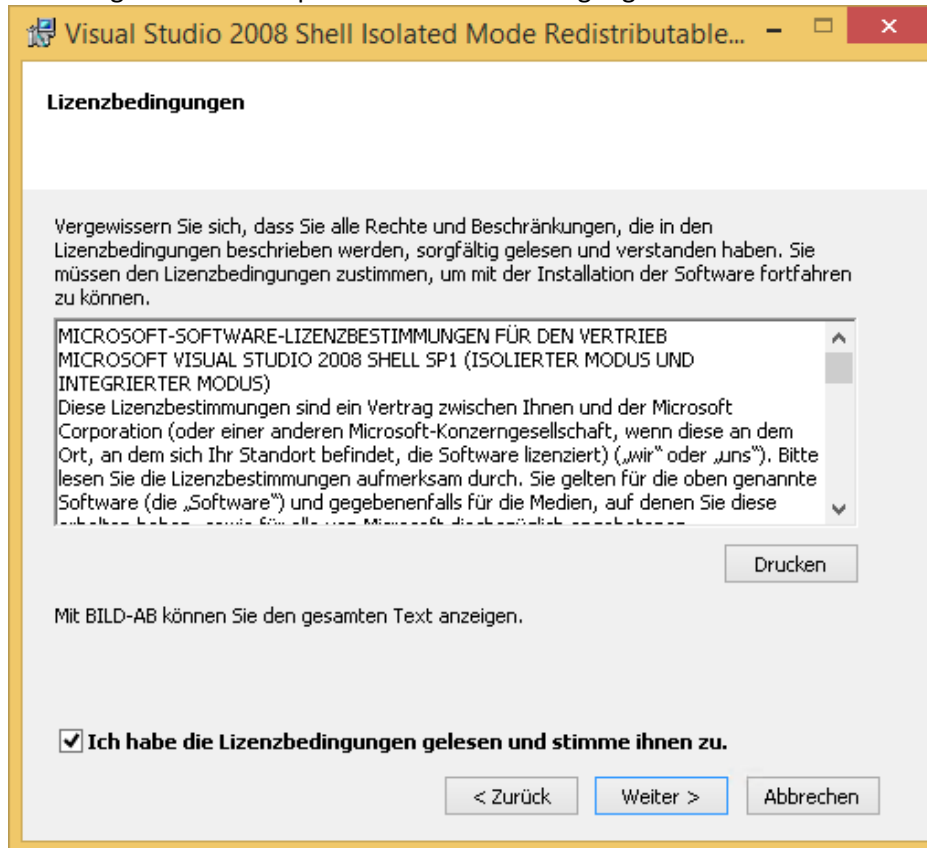 Visual Studio 2008 Shell Isolated Mode Redistributable...
Lizenzbedingungen
Vergewissern Sie sich, dass Sie alle Rechte und Beschränkungen, die in den
Lizenzbedingungen beschrieben werden, sorgfältig gelesen und verstanden haben. Sie
müssen den Lizenzbedingungen zustimmen, um mit der Installation der Software fortfahren
zu können.
MICROSOFT-SOFTWARE-LIZENZBESTIMMUNGEN FÜR DEN VERTRIEB
MICROSOFT VISUAL STUDIO 2008 SHELL SP1 (ISOLIERTER MODUS UND
INTEGRIERTER MODUS)
Diese Lizenzbestimmungen sind ein Vertrag zwischen Ihnen und der Microsoft
Corporation (oder einer anderen Microsoft-Konzerngesellschaft, wenn diese an dem
Ort, an dem sich Ihr Standort befindet, die Software lizenziert) („wir“ oder „uns“). Bitte
lesen Sie die Lizenzbestimmungen aufmerksam durch. Sie gelten für die oben genannte
Software (die „Software“) und gegebenenfalls für die Medien, auf denen Sie diese
Drucken
Mit BILD-AB können Sie den gesamten Text anzeigen.
Ich habe die Lizenzbedingungen gelesen und stimme ihnen zu.
< Zurück
Weiter >
Abbrechen